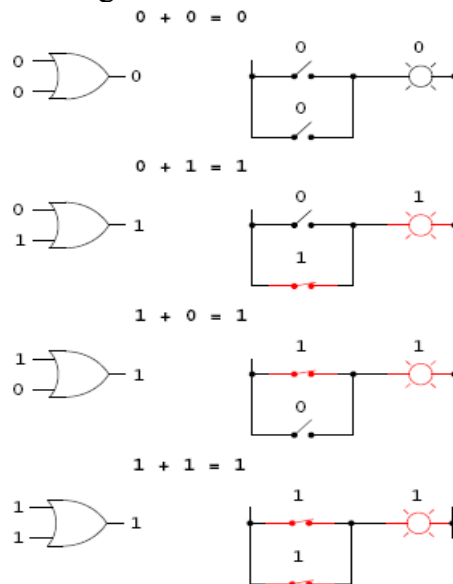 0 + 0 = 0
0 0 0
0 0
0
0 + 1 = 1
0 0 1
1 1
1
1 + 0 = 1
1 1 1
0 1
0
1 + 1 = 1
1 1 1
1 1
1